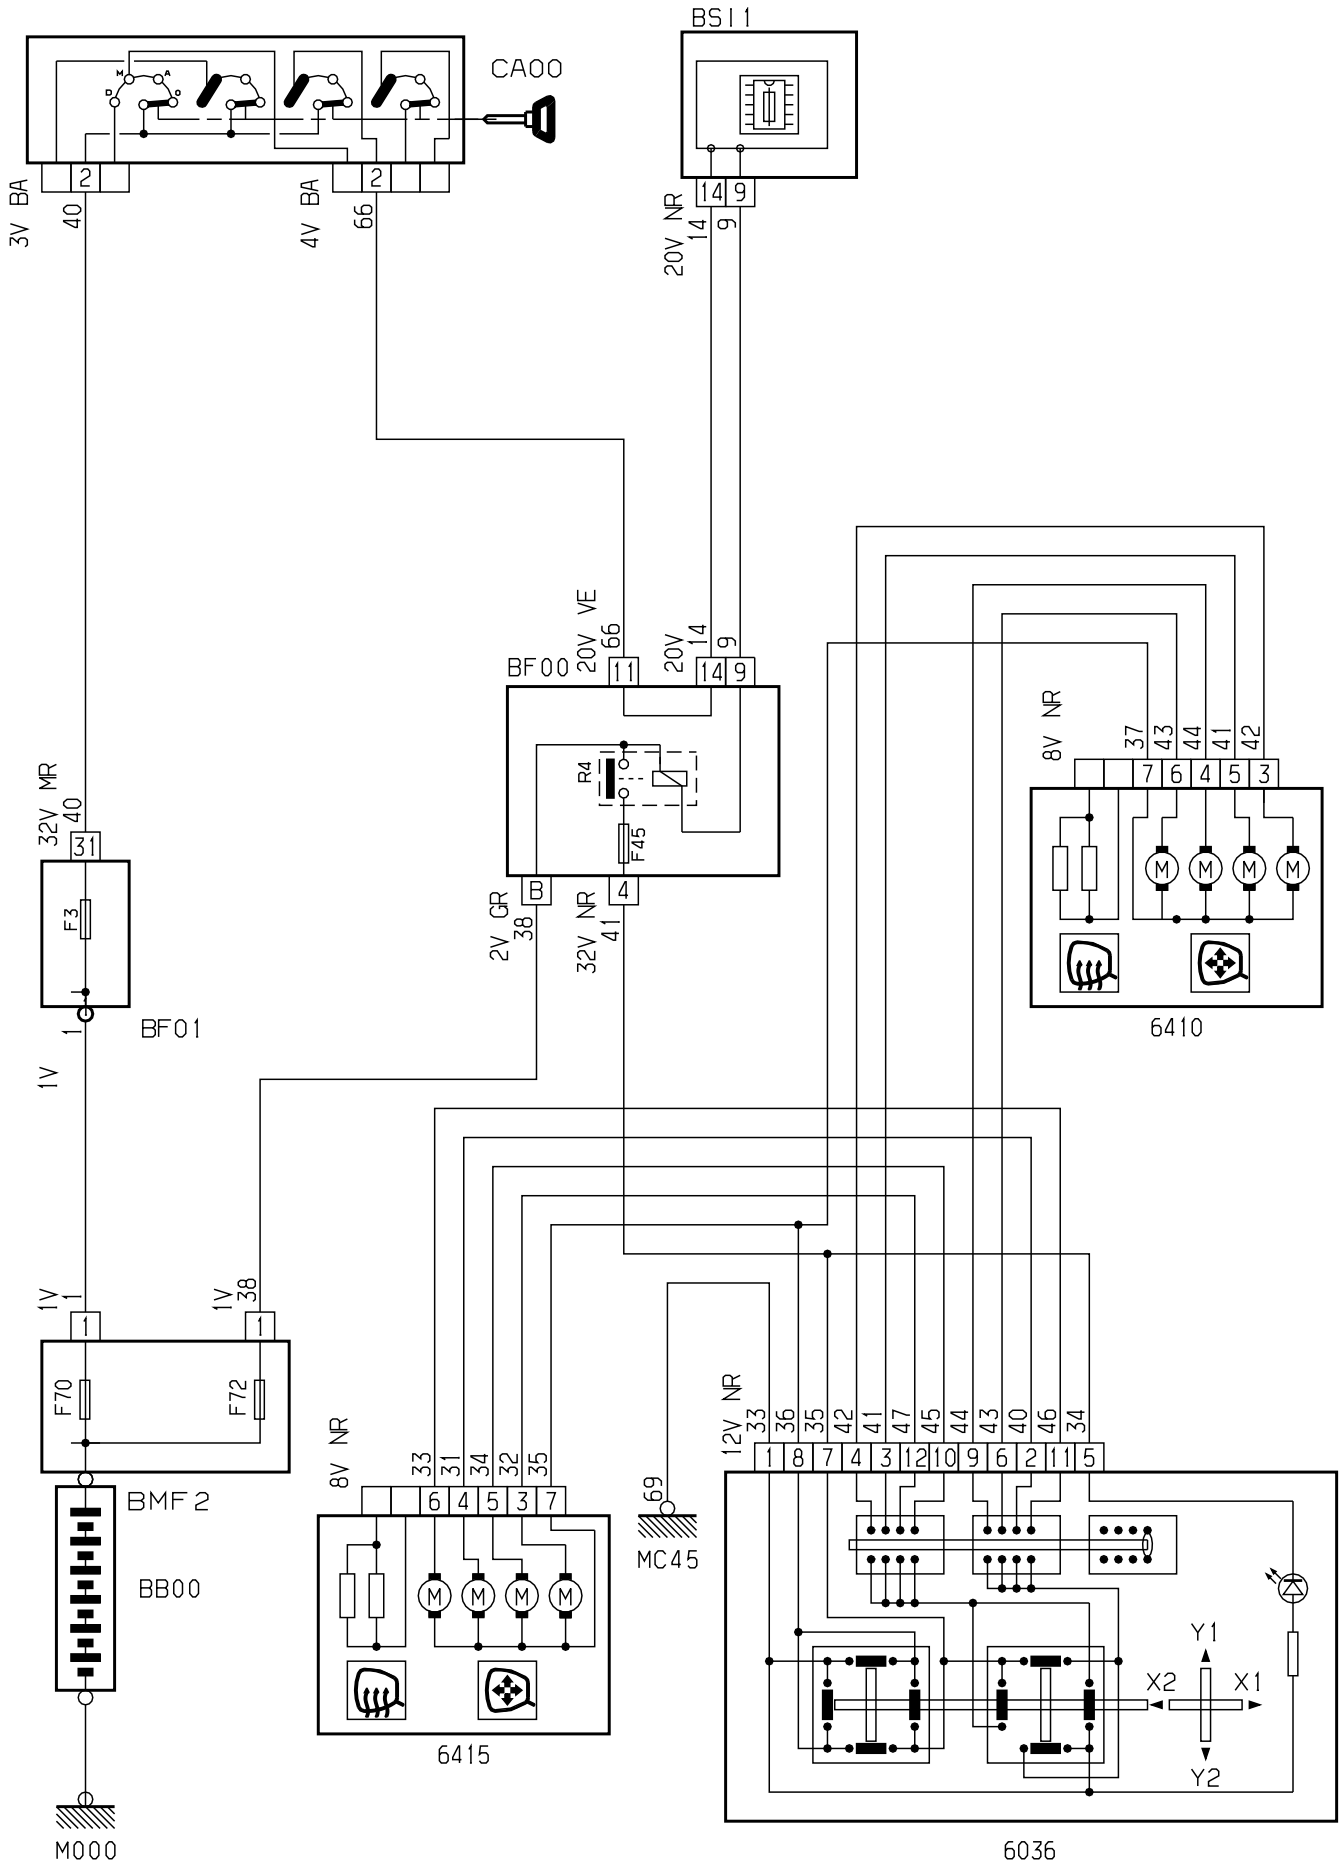 BSI1
CA00
M A
D O
2 2
14 9
3V BA
40
4V BA
66
20V NR
14
9
20V VE
66
20V
14
9
BF00
11 14 9
R4
F45
B 4
2V GR
38
32V NR
41
8V NR
37
43
44
41
42
7 6 4 5 3
M M M M
6410
32V MR
40
31
F3
1
BF01
1V
1V
1
1V
38
1 1
F70
F72
BMF2
BB00
M000
8V NR
33
31
34
32
35
6 4 5 3 7
M M M M
6415
69
MC45
12V NR
33
36
35
42
41
47
45
44
43
40
46
34
1 8 7 4 3 12 10 9 6 2 11 5
Y1
X2 X1
Y2
6036